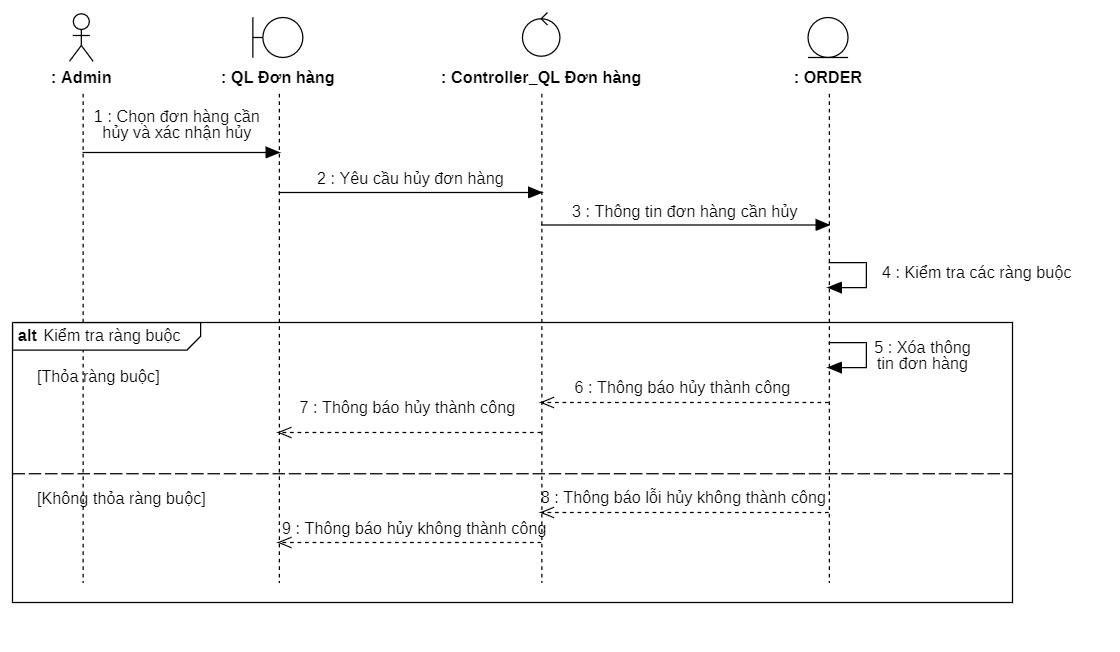 : Admin
: QL Đơn hàng
: Controller_QL Đơn hàng
: ORDER
1 : Chọn đơn hàng cần
hủy và xác nhận hủy
2 : Yêu cầu hủy đơn hàng
3 : Thông tin đơn hàng cần hủy
4 : Kiểm tra các ràng buộc
alt Kiểm tra ràng buộc
5 : Xóa thông
tin đơn hàng
[Thỏa ràng buộc]
6 : Thông báo hủy thành công
7 : Thông báo hủy thành công
[Không thỏa ràng buộc]
8 : Thông báo lỗi hủy không thành công
9 : Thông báo hủy không thành công